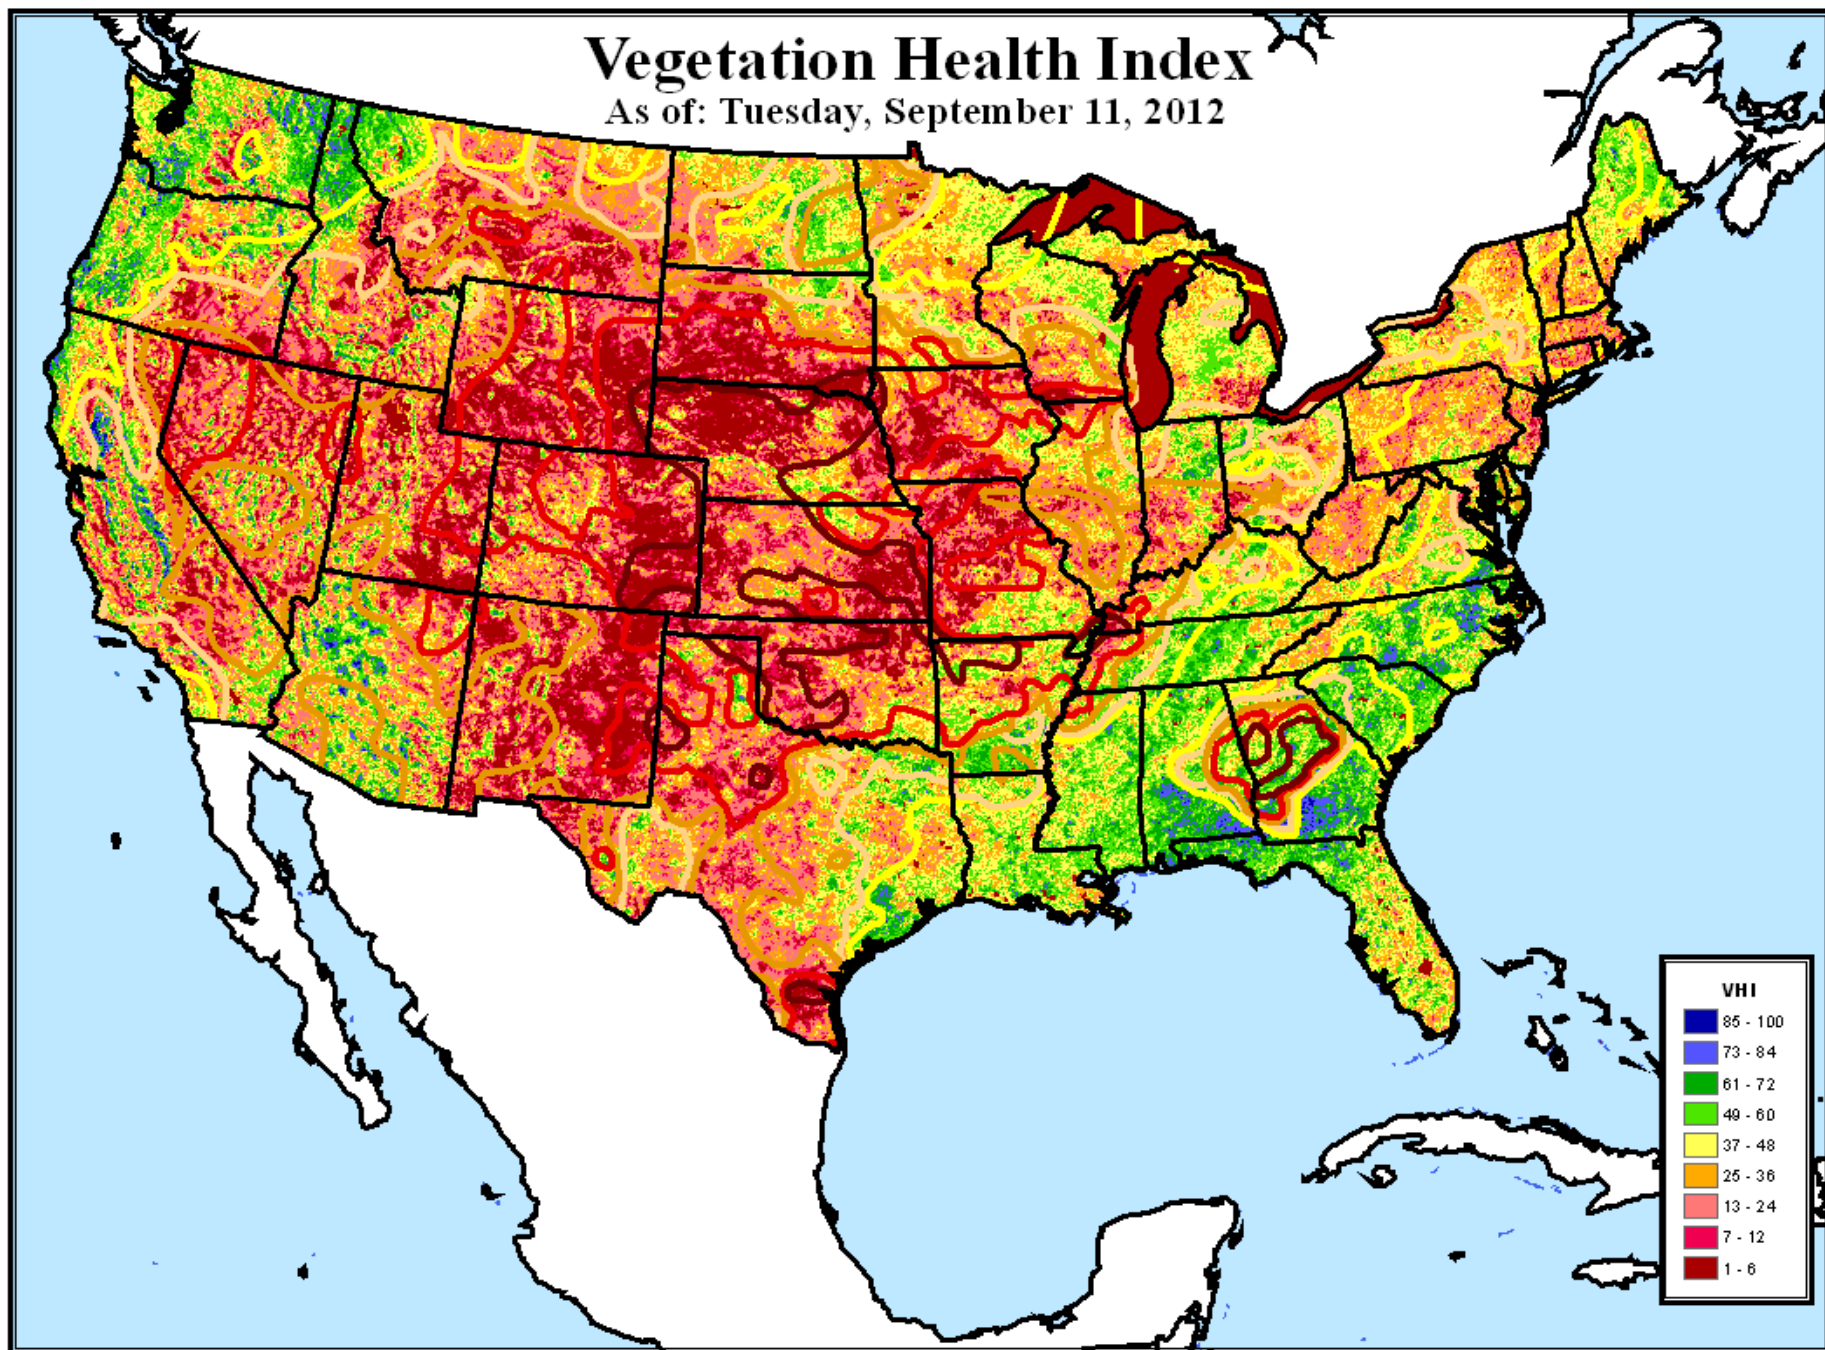 Vegetation Health Index
As of: Tuesday, September 11, 2012
VHI
85 - 100
73 - 84
61 - 72
49 - 60
37 - 48
25 - 36
13 - 24
7 - 12
1 - 6